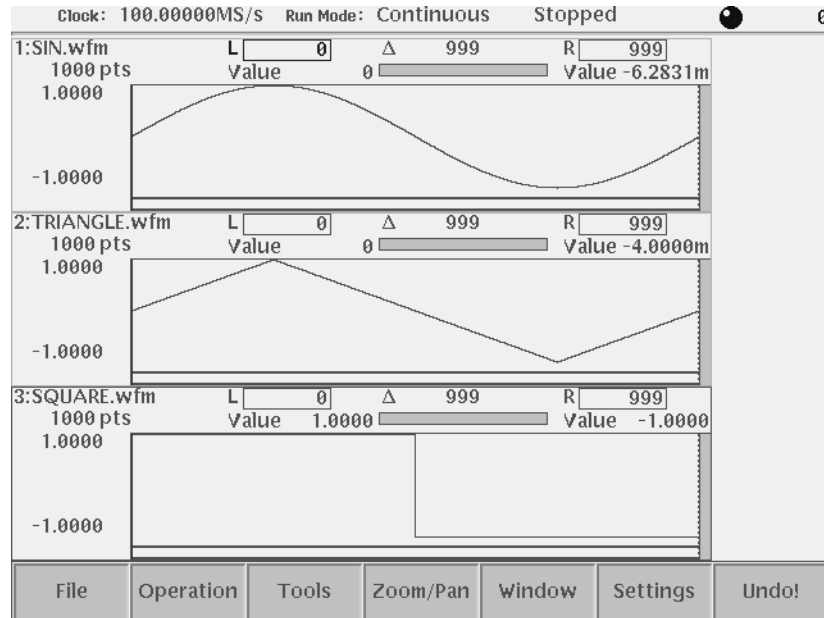 Clock: 100.00000MS/s Run Mode: Continuous Stopped
1:SIN.wfm L 0 Δ 999 R 999
1000 pts Value 0 Value -6.2831m
1.0000
-1.0000
2:TRIANGLE.wfm L 0 Δ 999 R 999
1000 pts Value 0 Value -4.0000m
1.0000
-1.0000
3:SQUARE.wfm L 0 Δ 999 R 999
1000 pts Value 1.0000 Value -1.0000
1.0000
-1.0000
File Operation Tools Zoom/Pan Window Settings Undo!